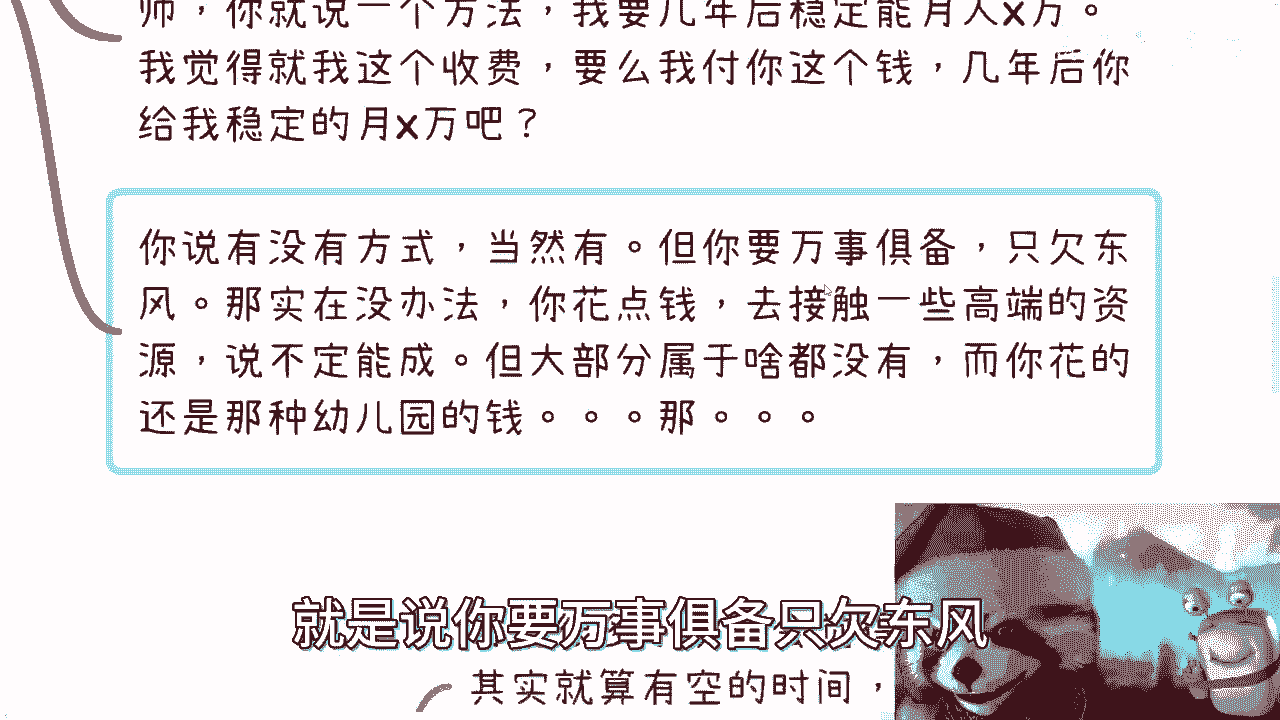 师，你就说一个方法，我要几年后稳定能月入x万。
我觉得就我这个收费，要么我付你这个钱，几年后你
给我稳定的月x万吧？
你说有没有方式，当然有。但你要万事俱备，只欠东
风。那实在没办法，你花点钱，去接触一些高端的资
源，说不定能成。但大部分属于啥都没有，而你花的
还是那种幼儿园的钱。。。那。。。
就是说你要万事俱备只欠东风
其实就算有空的时间，